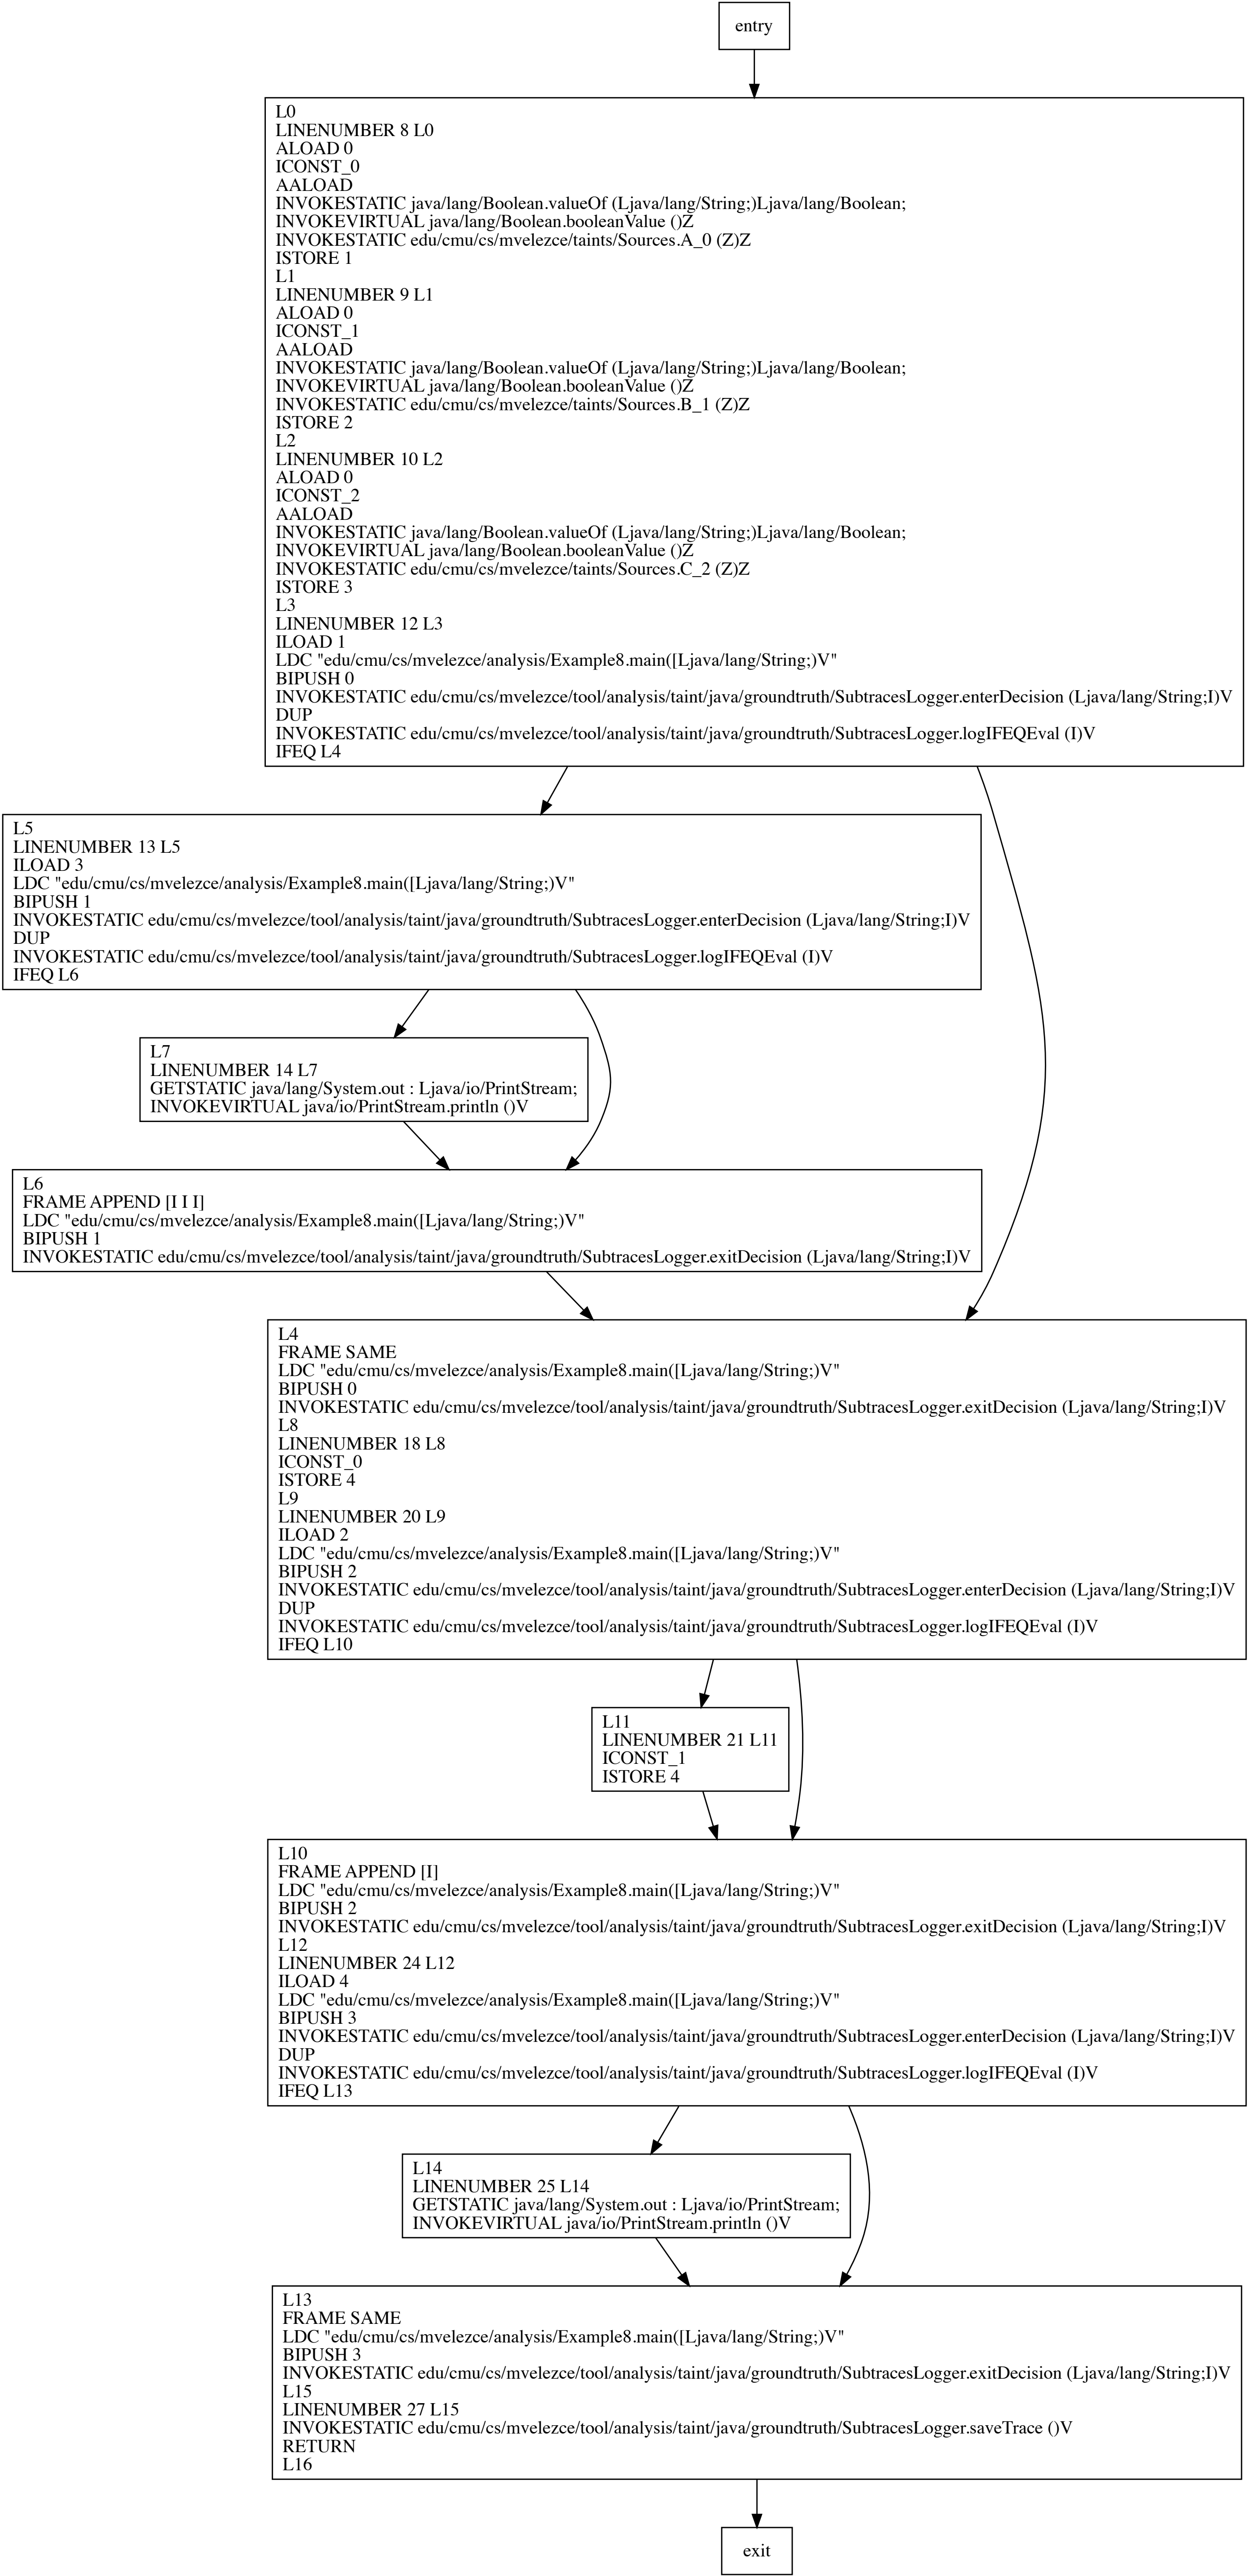 entry
L0
LINENUMBER 8 L0
ALOAD 0
ICONST_0
AALOAD
INVOKESTATIC java/lang/Boolean.valueOf (Ljava/lang/String;)Ljava/lang/Boolean;
INVOKEVIRTUAL java/lang/Boolean.booleanValue ()Z
INVOKESTATIC edu/cmu/cs/mvelezce/taints/Sources.A_0 (Z)Z
ISTORE 1
L1
LINENUMBER 9 L1
ALOAD 0
ICONST_1
AALOAD
INVOKESTATIC java/lang/Boolean.valueOf (Ljava/lang/String;)Ljava/lang/Boolean;
INVOKEVIRTUAL java/lang/Boolean.booleanValue ()Z
INVOKESTATIC edu/cmu/cs/mvelezce/taints/Sources.B_1 (Z)Z
ISTORE 2
L2
LINENUMBER 10 L2
ALOAD 0
ICONST_2
AALOAD
INVOKESTATIC java/lang/Boolean.valueOf (Ljava/lang/String;)Ljava/lang/Boolean;
INVOKEVIRTUAL java/lang/Boolean.booleanValue ()Z
INVOKESTATIC edu/cmu/cs/mvelezce/taints/Sources.C_2 (Z)Z
ISTORE 3
L3
LINENUMBER 12 L3
ILOAD 1
LDC "edu/cmu/cs/mvelezce/analysis/Example8.main([Ljava/lang/String;)V"
BIPUSH 0
INVOKESTATIC edu/cmu/cs/mvelezce/tool/analysis/taint/java/groundtruth/SubtracesLogger.enterDecision (Ljava/lang/String;I)V
DUP
INVOKESTATIC edu/cmu/cs/mvelezce/tool/analysis/taint/java/groundtruth/SubtracesLogger.logIFEQEval (I)V
IFEQ L4
L5
LINENUMBER 13 L5
ILOAD 3
LDC "edu/cmu/cs/mvelezce/analysis/Example8.main([Ljava/lang/String;)V"
BIPUSH 1
INVOKESTATIC edu/cmu/cs/mvelezce/tool/analysis/taint/java/groundtruth/SubtracesLogger.enterDecision (Ljava/lang/String;I)V
DUP
INVOKESTATIC edu/cmu/cs/mvelezce/tool/analysis/taint/java/groundtruth/SubtracesLogger.logIFEQEval (I)V
IFEQ L6
L7
LINENUMBER 14 L7
GETSTATIC java/lang/System.out : Ljava/io/PrintStream;
INVOKEVIRTUAL java/io/PrintStream.println ()V
L6
FRAME APPEND [I I I]
LDC "edu/cmu/cs/mvelezce/analysis/Example8.main([Ljava/lang/String;)V"
BIPUSH 1
INVOKESTATIC edu/cmu/cs/mvelezce/tool/analysis/taint/java/groundtruth/SubtracesLogger.exitDecision (Ljava/lang/String;I)V
L4
FRAME SAME
LDC "edu/cmu/cs/mvelezce/analysis/Example8.main([Ljava/lang/String;)V"
BIPUSH 0
INVOKESTATIC edu/cmu/cs/mvelezce/tool/analysis/taint/java/groundtruth/SubtracesLogger.exitDecision (Ljava/lang/String;I)V
L8
LINENUMBER 18 L8
ICONST_0
ISTORE 4
L9
LINENUMBER 20 L9
ILOAD 2
LDC "edu/cmu/cs/mvelezce/analysis/Example8.main([Ljava/lang/String;)V"
BIPUSH 2
INVOKESTATIC edu/cmu/cs/mvelezce/tool/analysis/taint/java/groundtruth/SubtracesLogger.enterDecision (Ljava/lang/String;I)V
DUP
INVOKESTATIC edu/cmu/cs/mvelezce/tool/analysis/taint/java/groundtruth/SubtracesLogger.logIFEQEval (I)V
IFEQ L10
L11
LINENUMBER 21 L11
ICONST_1
ISTORE 4
L10
FRAME APPEND [I]
LDC "edu/cmu/cs/mvelezce/analysis/Example8.main([Ljava/lang/String;)V"
BIPUSH 2
INVOKESTATIC edu/cmu/cs/mvelezce/tool/analysis/taint/java/groundtruth/SubtracesLogger.exitDecision (Ljava/lang/String;I)V
L12
LINENUMBER 24 L12
ILOAD 4
LDC "edu/cmu/cs/mvelezce/analysis/Example8.main([Ljava/lang/String;)V"
BIPUSH 3
INVOKESTATIC edu/cmu/cs/mvelezce/tool/analysis/taint/java/groundtruth/SubtracesLogger.enterDecision (Ljava/lang/String;I)V
DUP
INVOKESTATIC edu/cmu/cs/mvelezce/tool/analysis/taint/java/groundtruth/SubtracesLogger.logIFEQEval (I)V
IFEQ L13
L14
LINENUMBER 25 L14
GETSTATIC java/lang/System.out : Ljava/io/PrintStream;
INVOKEVIRTUAL java/io/PrintStream.println ()V
L13
FRAME SAME
LDC "edu/cmu/cs/mvelezce/analysis/Example8.main([Ljava/lang/String;)V"
BIPUSH 3
INVOKESTATIC edu/cmu/cs/mvelezce/tool/analysis/taint/java/groundtruth/SubtracesLogger.exitDecision (Ljava/lang/String;I)V
L15
LINENUMBER 27 L15
INVOKESTATIC edu/cmu/cs/mvelezce/tool/analysis/taint/java/groundtruth/SubtracesLogger.saveTrace ()V
RETURN
L16
exit